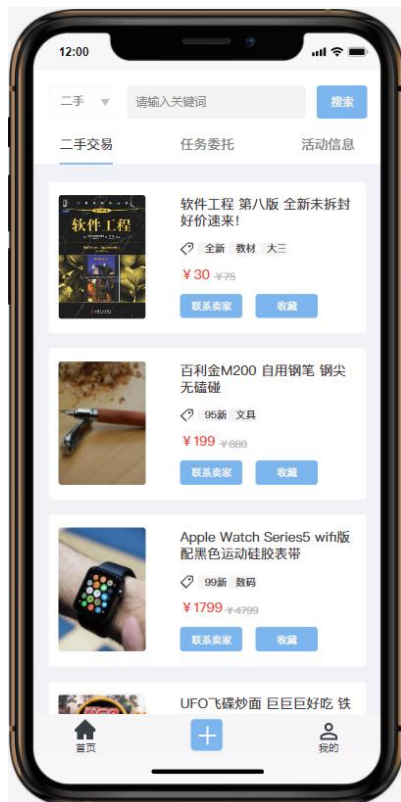 12:00
二手 ▼ 请输入关键词 搜索
二手交易 任务委托 活动信息
软件工程
软件工程 第八版 全新未拆封
好价速来!
全新 教材 大三
￥30 ￥75
联系卖家 收藏
百利金M200 自用钢笔 钢尖
无磕碰
95新 文具
￥199 ￥880
联系卖家 收藏
Apple Watch Series5 wifi版
配黑色运动硅胶表带
99新 数码
￥1799 ￥4799
联系卖家 收藏
UFO飞碟炒面 巨巨巨好吃 铁
首页 我的